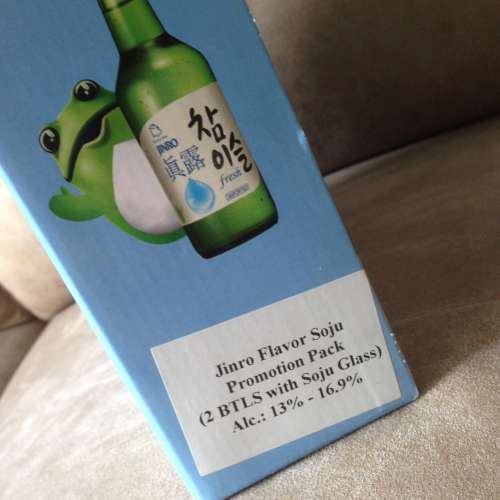 JINRO
眞露
참
이슬
fresh
Jinro Flavor Soju
Promotion Pack
(2 BTLS with Soju Glass)
Alc.: 13% - 16.9%